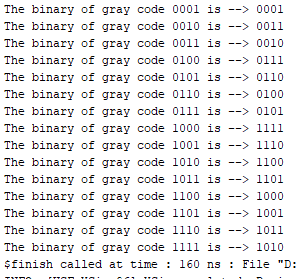 The binary of gray code 0001 is --> 0001
The binary of gray code 0010 is --> 0011
The binary of gray code 0011 is --> 0010
The binary of gray code 0100 is --> 0111
The binary of gray code 0101 is --> 0110
The binary of gray code 0110 is --> 0100
The binary of gray code 0111 is --> 0101
The binary of gray code 1000 is --> 1111
The binary of gray code 1001 is --> 1110
The binary of gray code 1010 is --> 1100
The binary of gray code 1011 is --> 1101
The binary of gray code 1100 is --> 1000
The binary of gray code 1101 is --> 1001
The binary of gray code 1110 is --> 1011
The binary of gray code 1111 is --> 1010
$finish called at time : 160 ns : File "D: